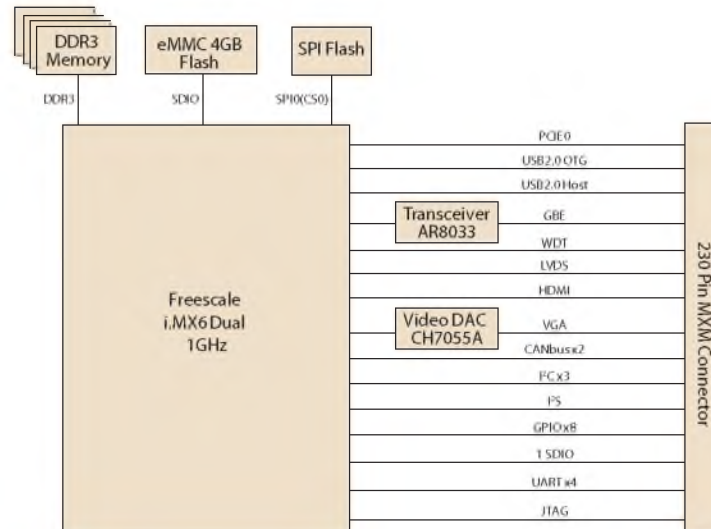 DDR3
Memory
eMMC 4GB
Flash
SPI Flash
DDR3
SDIO
SPI0(CS0)
Freescale
i.MX6 Dual
1GHz
PCIE0
USB2.0 OTG
USB2.0 Host
Transceiver
AR8033
GBE
WDT
LVDS
HDMI
Video DAC
CH7055A
VGA
CANbus x2
I²C x3
I²S
GPIO x8
1 SDIO
UART x4
JTAG
230 Pin MXM Connector